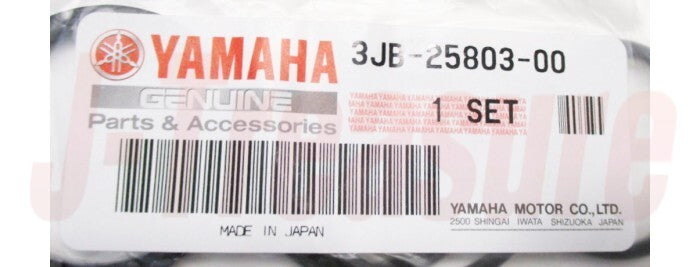 YAMAHA 3JB-25803-00
GENUINE
Parts & Accessories
1 SET
MADE IN JAPAN
YAMAHA MOTOR CO.,LTD.
2500 SHINGAI IWATA SHIZUOKA JAPAN